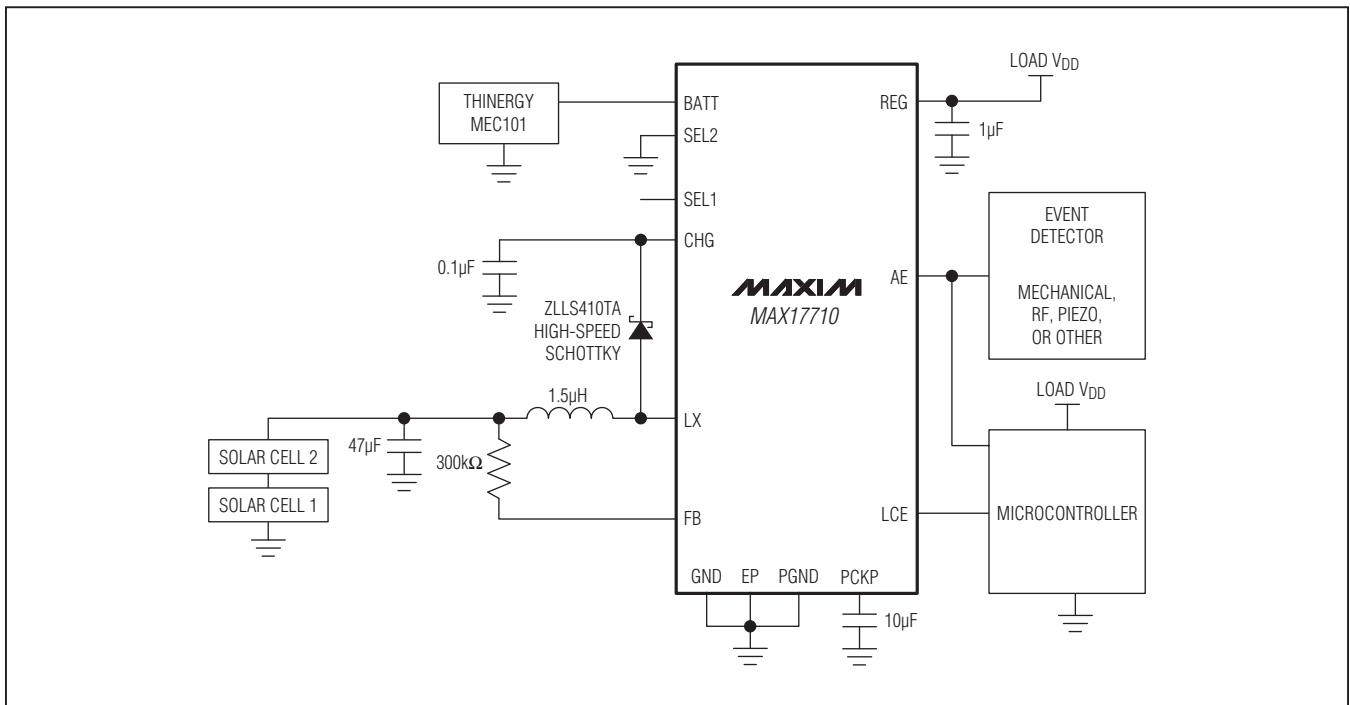 LOAD VDD
THINERGY
MEC101
BATT
REG
1µF
SEL2
SEL1
EVENT
DETECTOR
MECHANICAL,
RF, PIEZO,
OR OTHER
CHG
0.1µF
AE
MAXIM
MAX17710
ZLLS410TA
HIGH-SPEED
SCHOTTKY
1.5µH
LOAD VDD
LX
47µF
300kΩ
SOLAR CELL 2
SOLAR CELL 1
FB
LCE
MICROCONTROLLER
GND
EP
PGND
PCKP
10µF